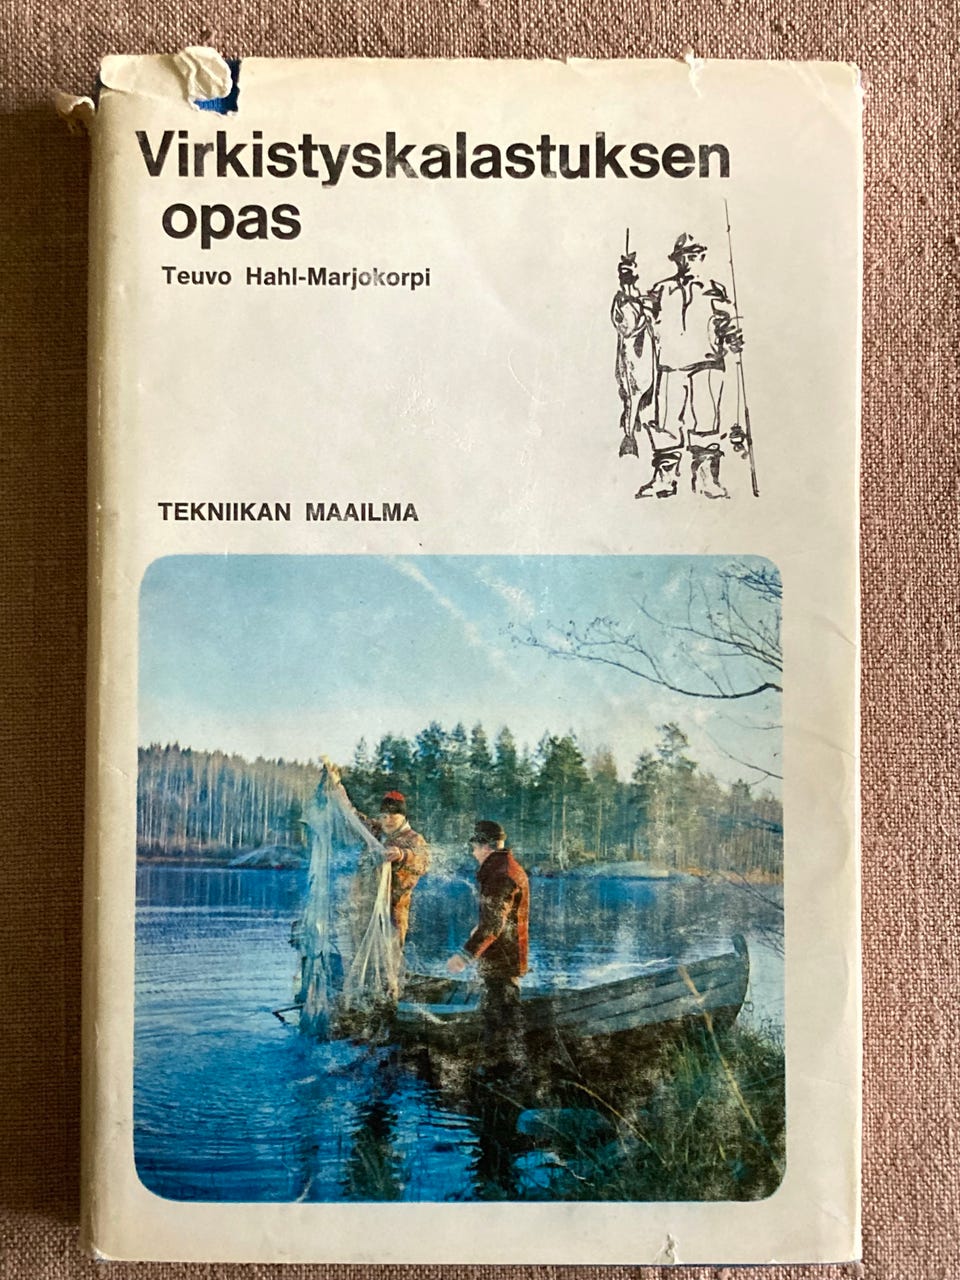 Virkistyskalastuksen
opas
Teuvo Hahl-Marjokorpi
TEKNIIKAN MAAILMA